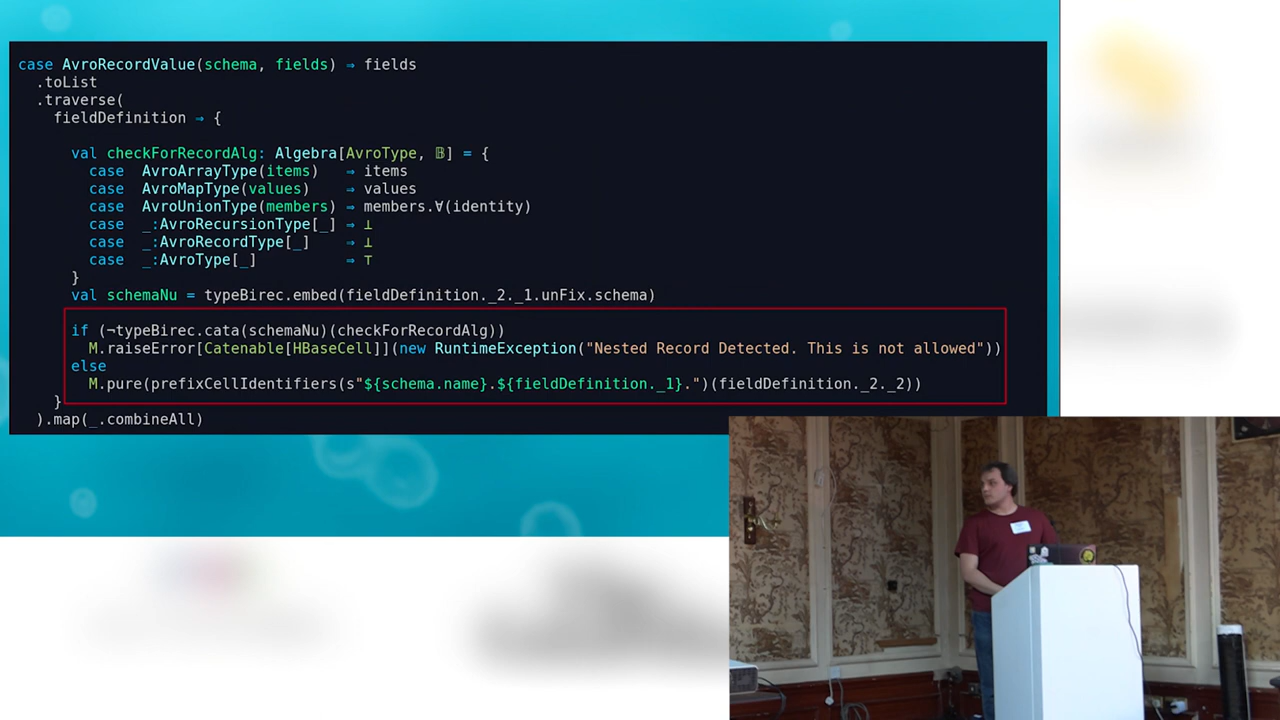 case AvroRecordValue(schema, fields) ⇒ fields
  .toList
  .traverse(
    fieldDefinition ⇒ {
      val checkForRecordAlg: Algebra[AvroType, 𝔹] = {
        case  AvroArrayType(items)   ⇒ items
        case  AvroMapType(values)    ⇒ values
        case  AvroUnionType(members) ⇒ members.∀(identity)
        case  _:AvroRecursionType[_] ⇒ ⊥
        case  _:AvroRecordType[_]    ⇒ ⊥
        case  _:AvroType[_]          ⇒ ⊤
      }
      val schemaNu = typeBirec.embed(fieldDefinition._2._1.unFix.schema)
      if (¬typeBirec.cata(schemaNu)(checkForRecordAlg))
        M.raiseError[Catenable[HBaseCell]](new RuntimeException("Nested Record Detected. This is not allowed"))
      else
        M.pure(prefixCellIdentifiers(s"${schema.name}.${fieldDefinition._1}.")(fieldDefinition._2._2))
    }
  ).map(_.combineAll)